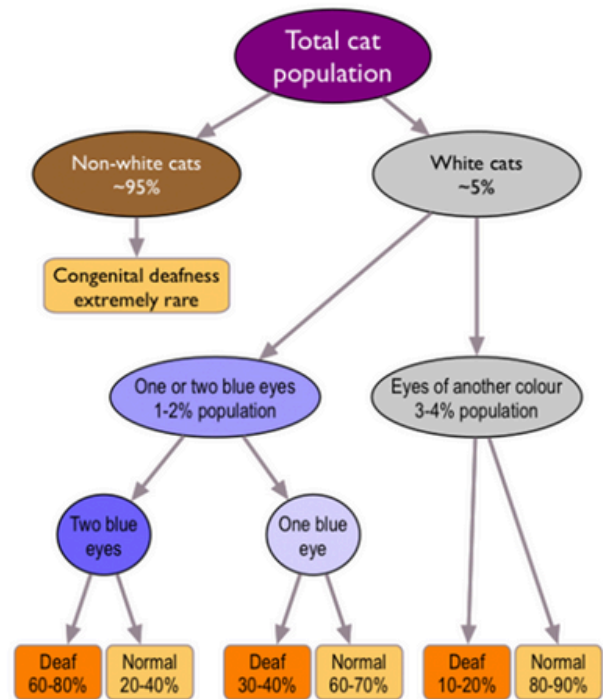 Total cat
population
Non-white cats
~95%
White cats
~5%
Congenital deafness
extremely rare
One or two blue eyes
1-2% population
Eyes of another colour
3-4% population
Two blue
eyes
One blue
eye
Deaf
60-80%
Normal
20-40%
Deaf
30-40%
Normal
60-70%
Deaf
10-20%
Normal
80-90%